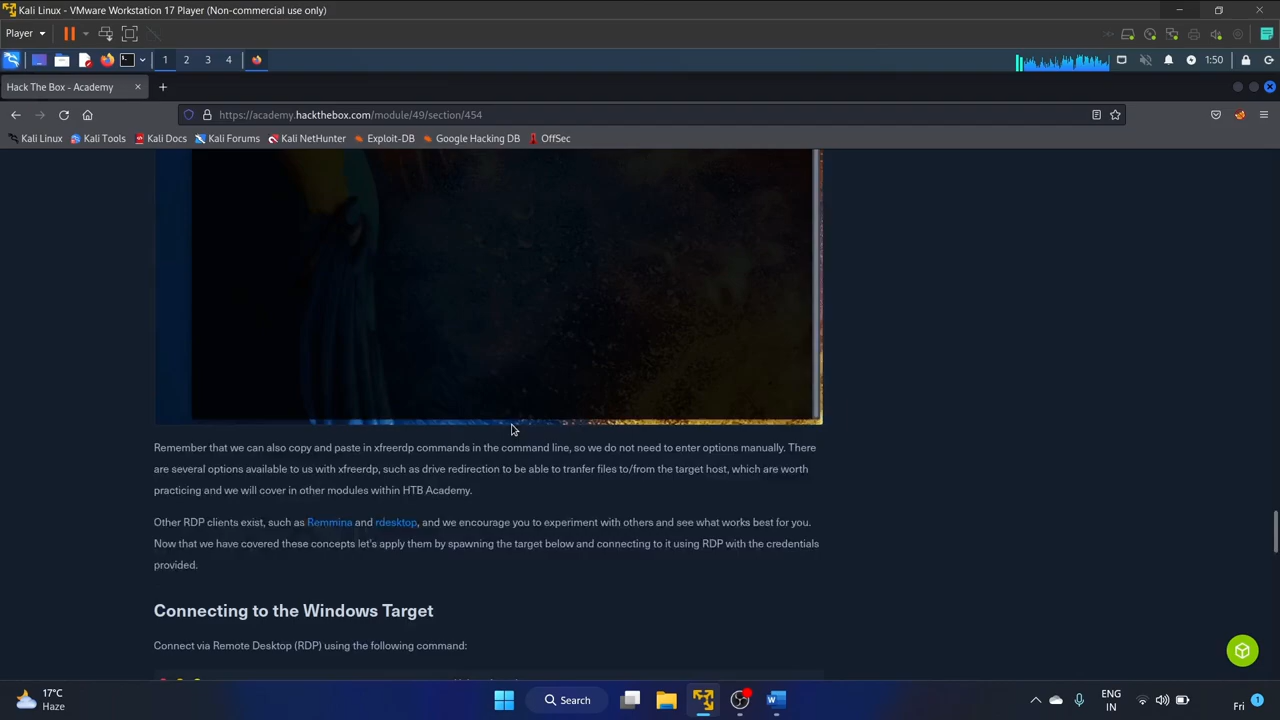 Kali Linux - VMware Workstation 17 Player (Non-commercial use only)
Player
1 2 3 4
1:50
Hack The Box - Academy
https://academy.hackthebox.com/module/49/section/454
Kali Linux Kali Tools Kali Docs Kali Forums Kali NetHunter Exploit-DB Google Hacking DB OffSec
Remember that we can also copy and paste in xfreerdp commands in the command line, so we do not need to enter options manually. There
are several options available to us with xfreerdp, such as drive redirection to be able to tranfer files to/from the target host, which are worth
practicing and we will cover in other modules within HTB Academy.
Other RDP clients exist, such as Remmina and rdesktop, and we encourage you to experiment with others and see what works best for you.
Now that we have covered these concepts let's apply them by spawning the target below and connecting to it using RDP with the credentials
provided.
Connecting to the Windows Target
Connect via Remote Desktop (RDP) using the following command:
17°C
Haze
Search
ENG
IN
Fri
1